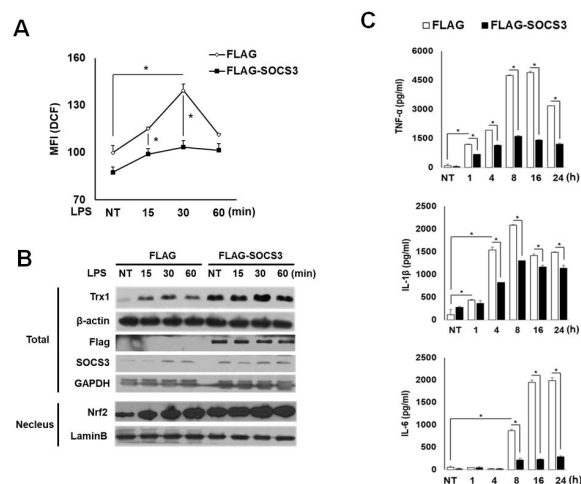 A
FLAG
FLAG-SOCS3
MFI (DCF)
160
130
100
70
*
*
*
LPS NT 15 30 60 (min)
B
FLAG FLAG-SOCS3
LPS NT 15 30 60 NT 15 30 60 (min)
Total
Trx1
β-actin
Flag
SOCS3
GAPDH
Necleus
Nrf2
LaminB
C
FLAG FLAG-SOCS3
TNF-α (pg/ml)
6000
4500
3000
1500
0
* * * * * *
NT 1 4 8 16 24 (h)
IL-1β (pg/ml)
2500
2000
1500
1000
500
0
* * * * * *
NT 1 4 8 16 24 (h)
IL-6 (pg/ml)
2500
2000
1500
1000
500
0
* * * *
NT 1 4 8 16 24 (h)